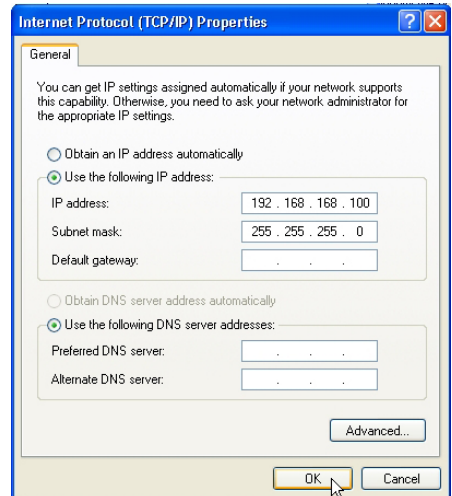 Internet Protocol (TCP/IP) Properties
General
You can get IP settings assigned automatically if your network supports
this capability. Otherwise, you need to ask your network administrator for
the appropriate IP settings.
Obtain an IP address automatically
Use the following IP address:
IP address: 192 . 168 . 168 . 100
Subnet mask: 255 . 255 . 255 . 0
Default gateway: . . .
Obtain DNS server address automatically
Use the following DNS server addresses:
Preferred DNS server: . . .
Alternate DNS server: . . .
Advanced...
OK Cancel